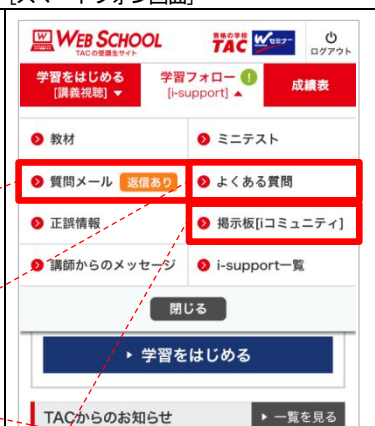 [スマートフォン画面]
WEB SCHOOL
TACの受講生サイト
資格の学校
TAC
Wセミナー
ログアウト
学習をはじめる
[講義視聴] ▼
学習フォロー !
[i-support] ▲
成績表
教材
ミニテスト
質問メール 返信あり
よくある質問
正誤情報
掲示板[iコミュニティ]
講師からのメッセージ
i-support一覧
閉じる
学習をはじめる
TACからのお知らせ
一覧を見る